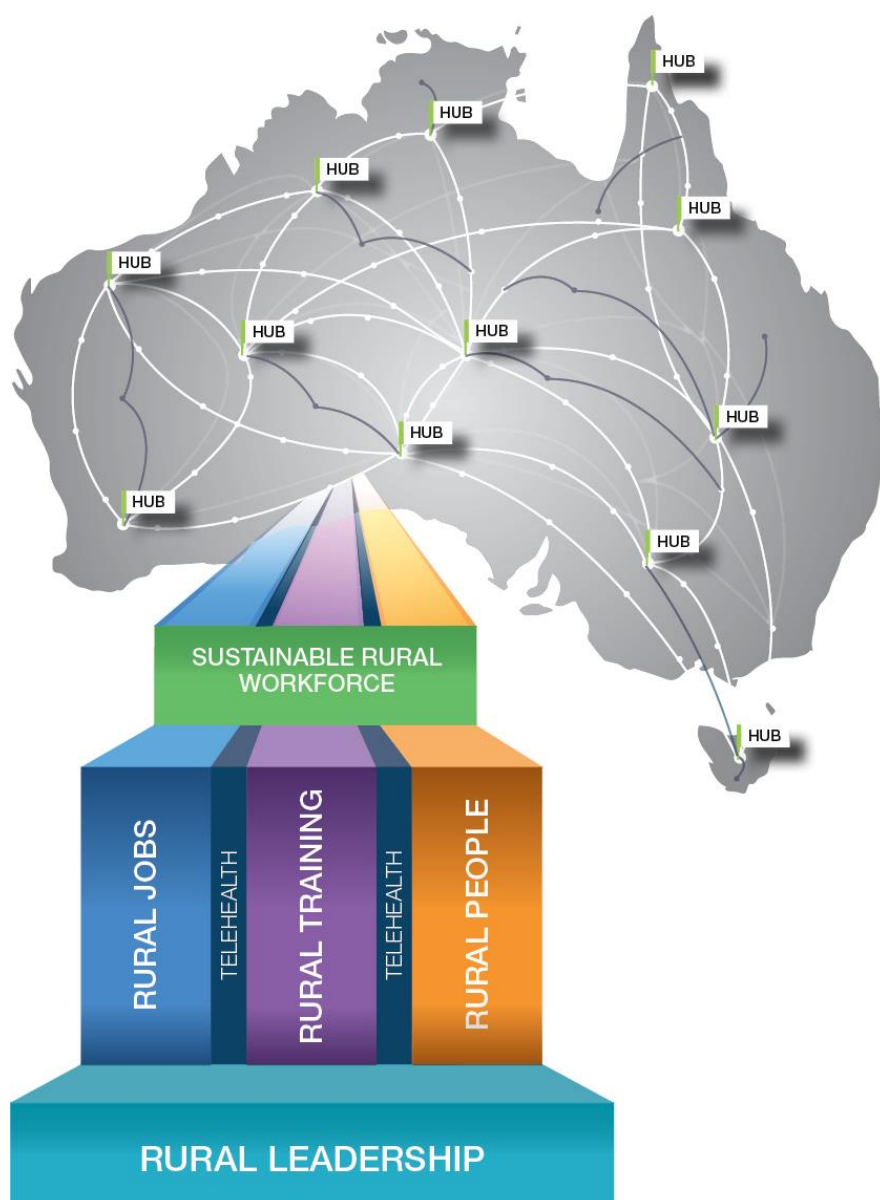 HUB
HUB
HUB
HUB
HUB
HUB
HUB
HUB
HUB
HUB
HUB
HUB
SUSTAINABLE RURAL
WORKFORCE
RURAL JOBS
TELEHEALTH
RURAL TRAINING
TELEHEALTH
RURAL PEOPLE
RURAL LEADERSHIP